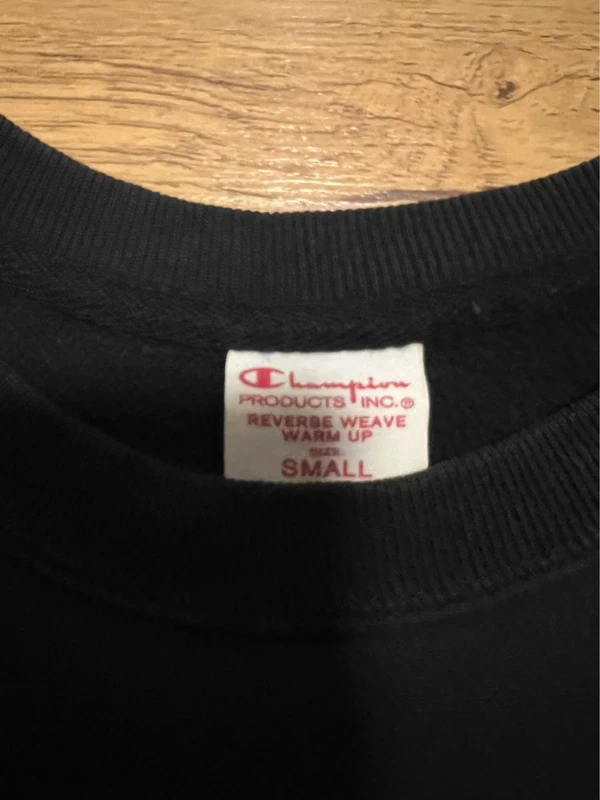 Champion
PRODUCTS INC.®
REVERSE WEAVE
WARM UP
SIZE
SMALL